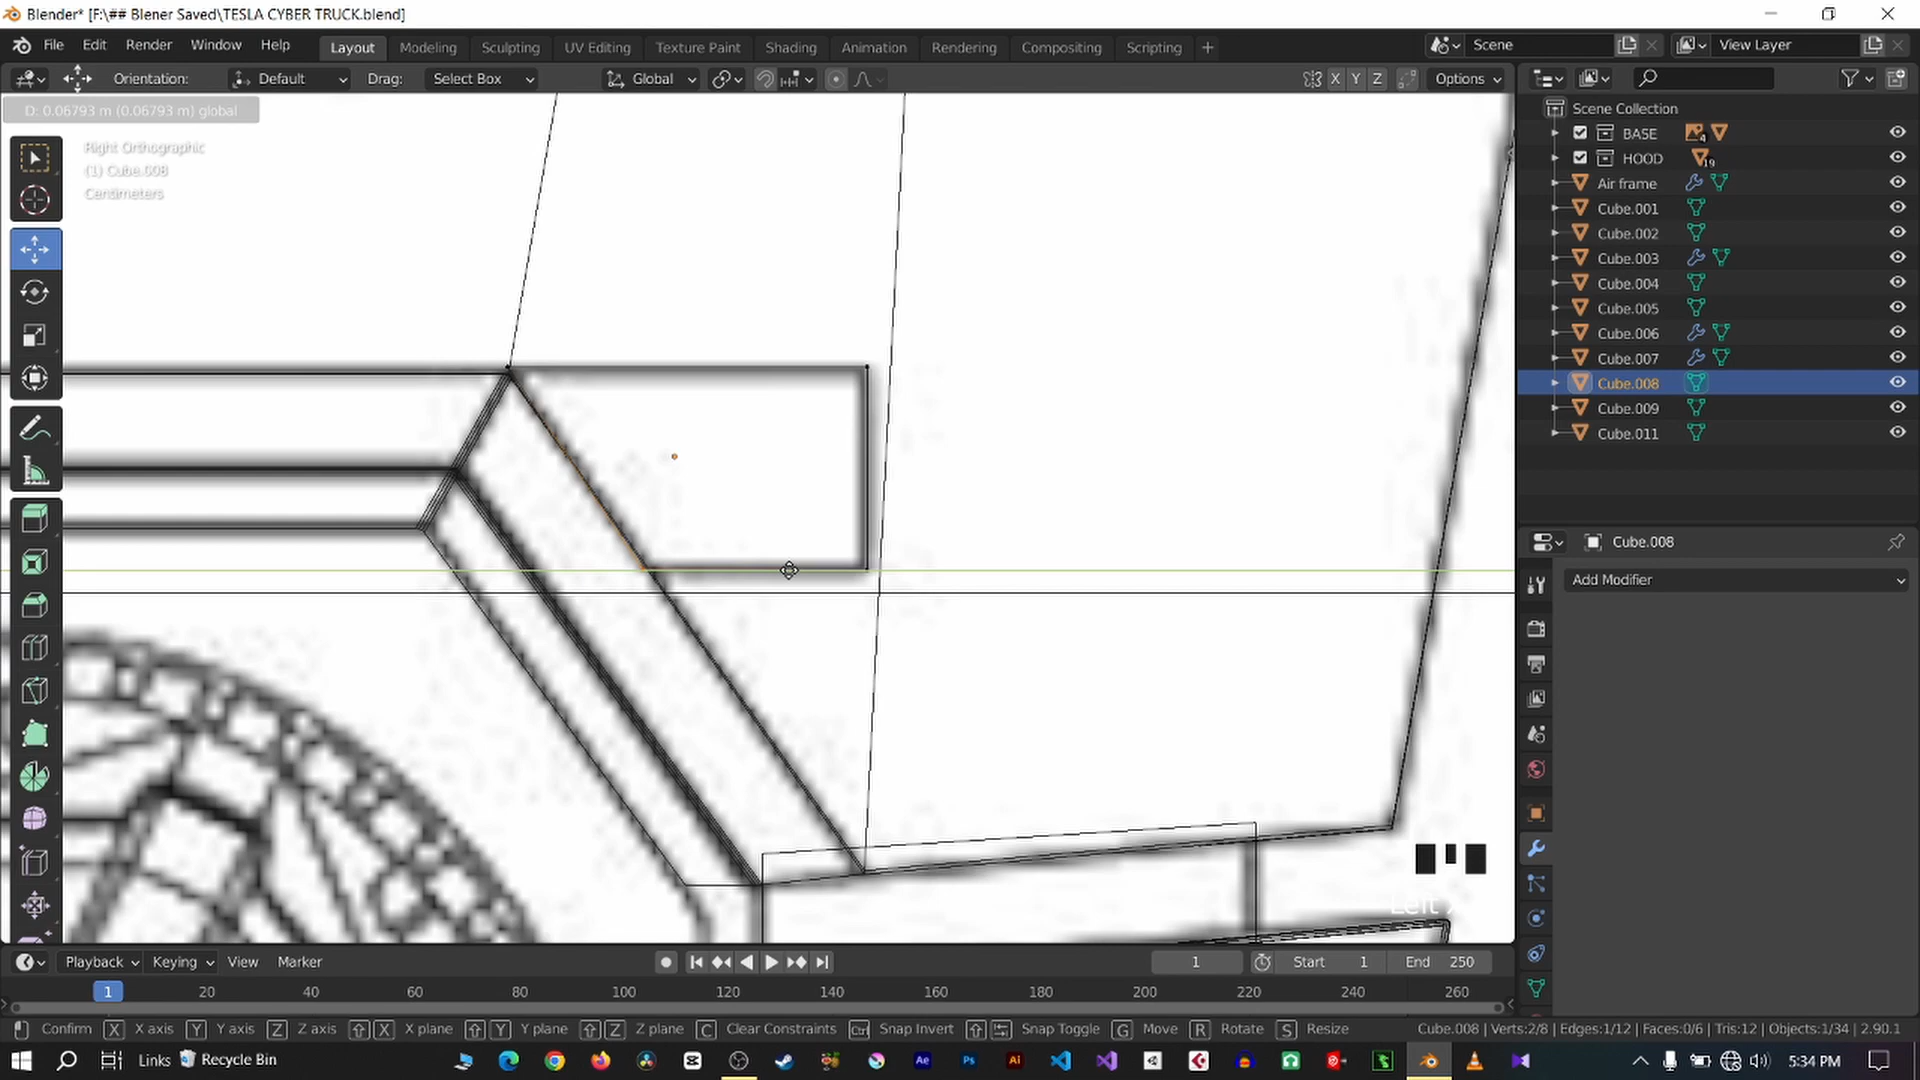 Blender* [F:\## Blener Saved\TESLA CYBER TRUCK.blend]
File Edit Render Window Help Layout Modeling Sculpting UV Editing Texture Paint Shading Animation Rendering Compositing Scripting + Scene View Layer
Orientation: Default Drag: Select Box Global X Y Z Options
D: 0.06793 m (0.06793 m) global
Right Orthographic
(1) Cube.008
Centimeters
Scene Collection
BASE 4
HOOD 19
Air frame
Cube.001
Cube.002
Cube.003
Cube.004
Cube.005
Cube.006
Cube.007
Cube.008
Cube.009
Cube.011
Cube.008
Add Modifier
Playback Keying View Marker 1 Start 1 End 250
1 20 40 60 80 100 120 140 160 180 200 220 240 260
Confirm X X axis Y Y axis Z Z axis X X plane Y Y plane Z Z plane C Clear Constraints Ctrl Snap Invert Snap Toggle G Move R Rotate S Resize Cube.008 | Verts:2/8 | Edges:1/12 | Faces:0/6 | Tris:12 | Objects:1/34 | 2.90.1
Links Recycle Bin 5:34 PM